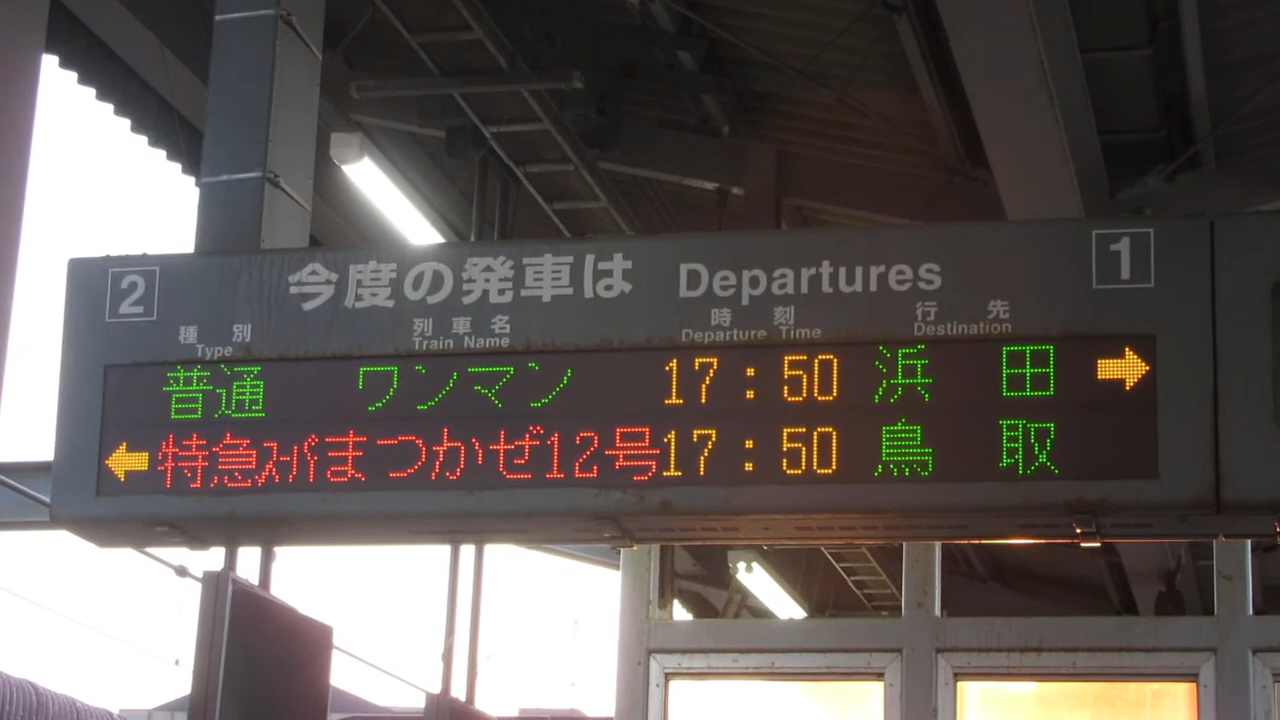 2 今度の発車は Departures 1
種別 列車名 時刻 行先
Type Train Name Departure Time Destination
普通 ワンマン 17:50 浜田 →
← 特急スーパーまつかぜ12号 17:50 鳥取